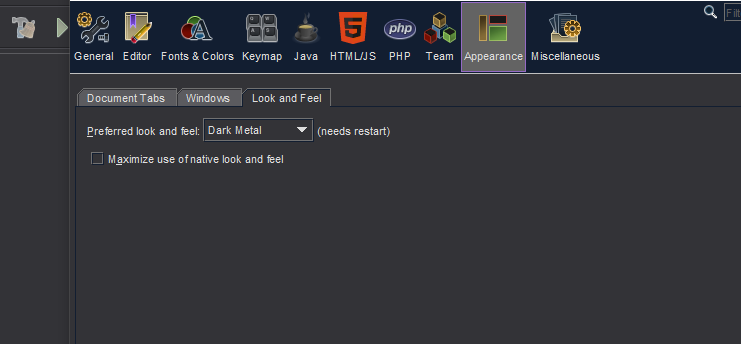 Filt
General Editor Fonts & Colors Keymap Java HTML/JS PHP Team Appearance Miscellaneous
Document Tabs Windows Look and Feel
Preferred look and feel: Dark Metal (needs restart)
Maximize use of native look and feel